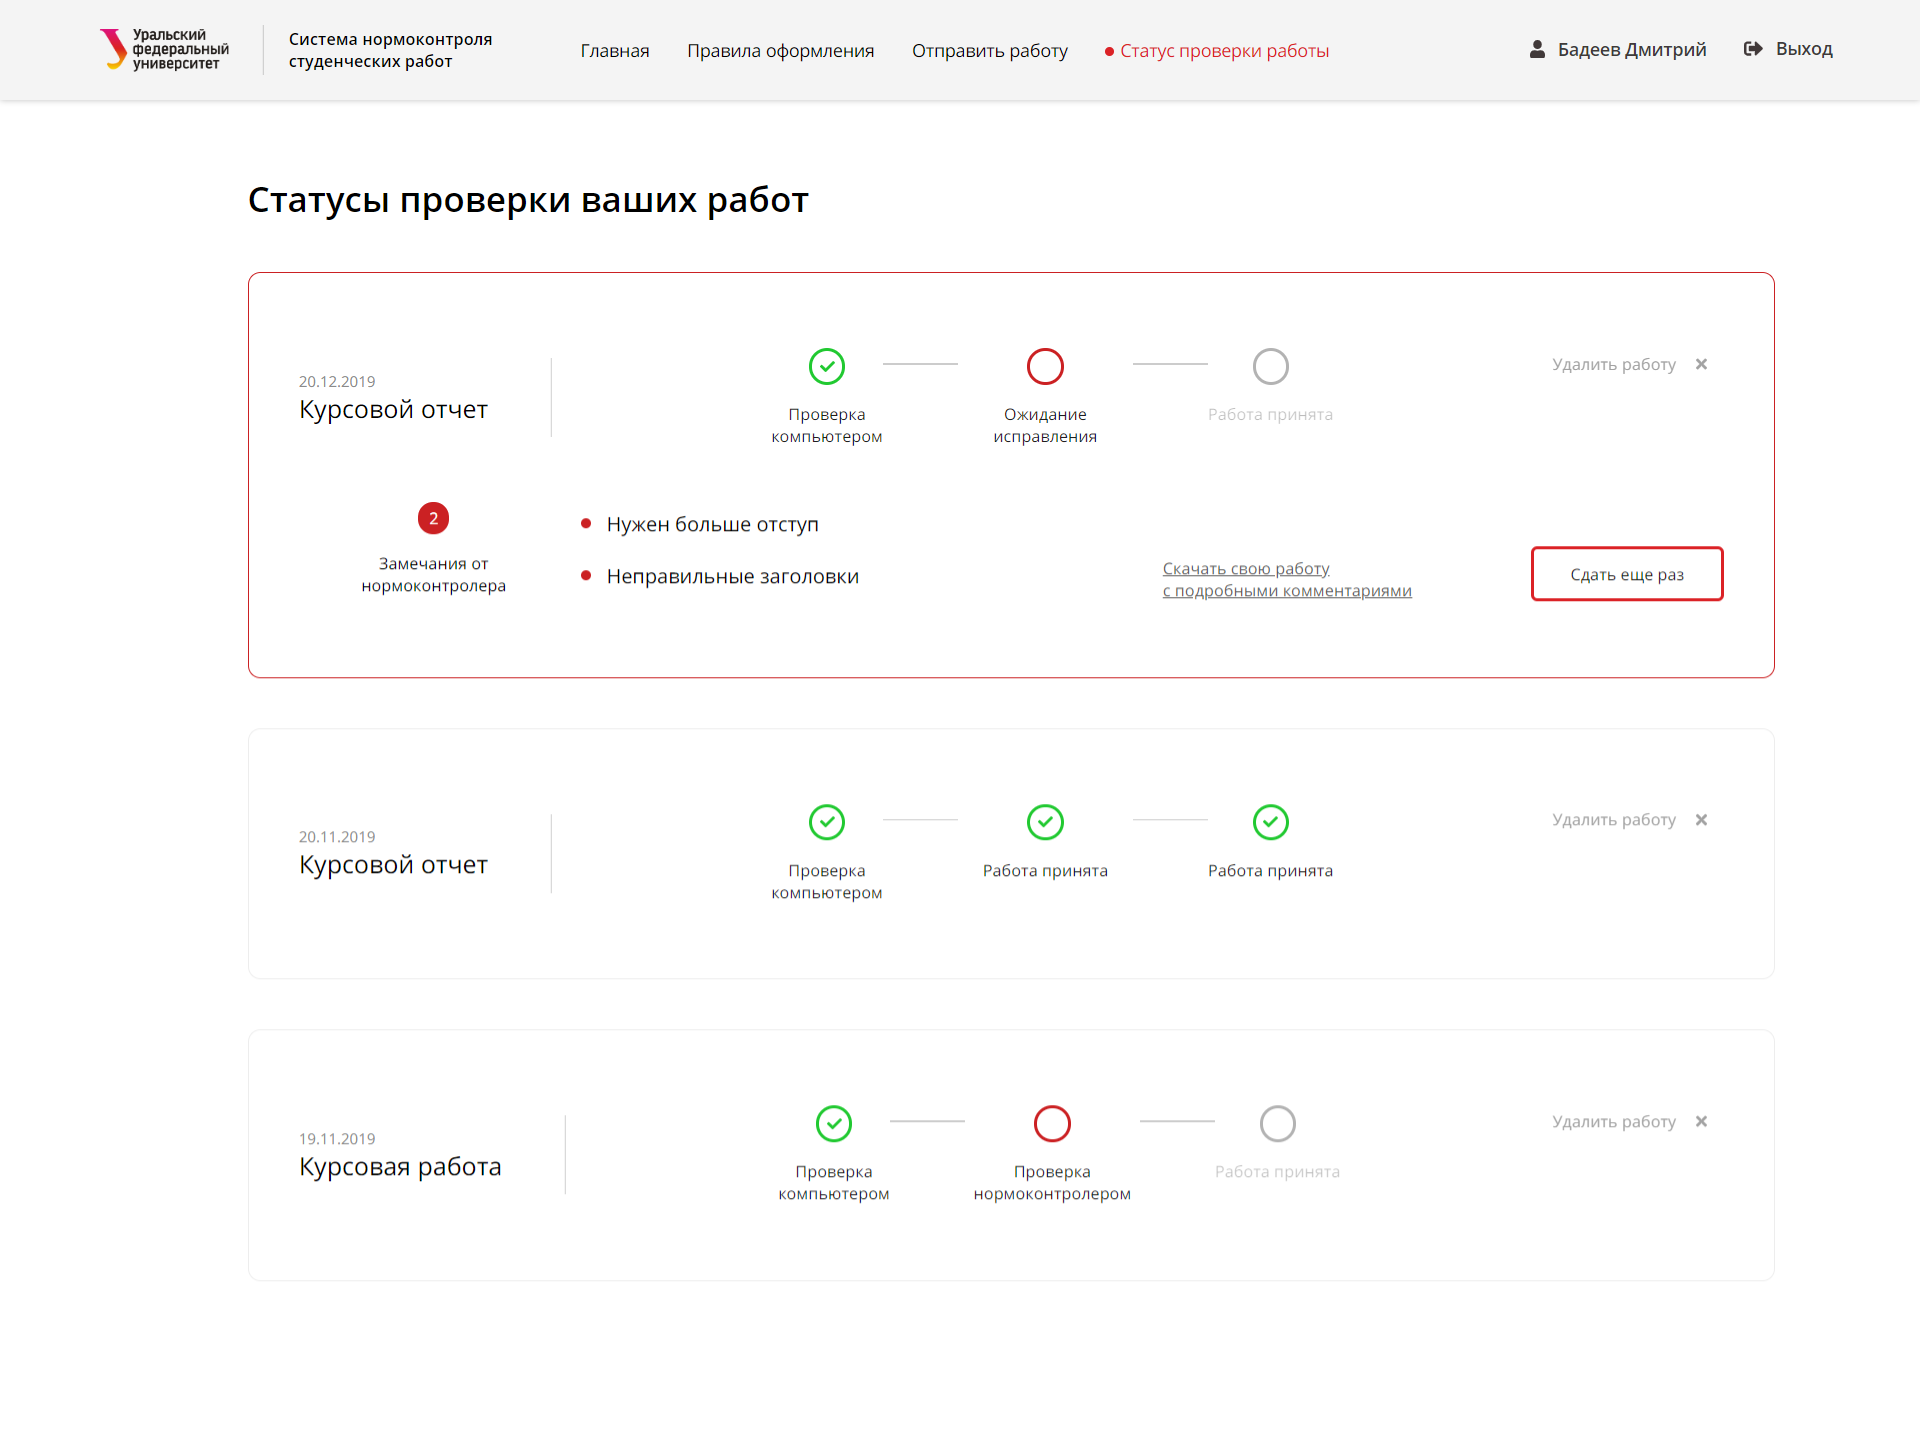 Уральский
федеральный
университет
Система нормоконтроля
студенческих работ
Главная
Правила оформления
Отправить работу
Статус проверки работы
Бадеев Дмитрий
Выход
Статусы проверки ваших работ
20.12.2019
Курсовой отчет
Проверка
компьютером
Ожидание
исправления
Работа принята
Удалить работу
2
Замечания от
нормоконтролера
Нужен больше отступ
Неправильные заголовки
Скачать свою работу
с подробными комментариями
Сдать еще раз
20.11.2019
Курсовой отчет
Проверка
компьютером
Работа принята
Работа принята
Удалить работу
19.11.2019
Курсовая работа
Проверка
компьютером
Проверка
нормоконтролером
Работа принята
Удалить работу